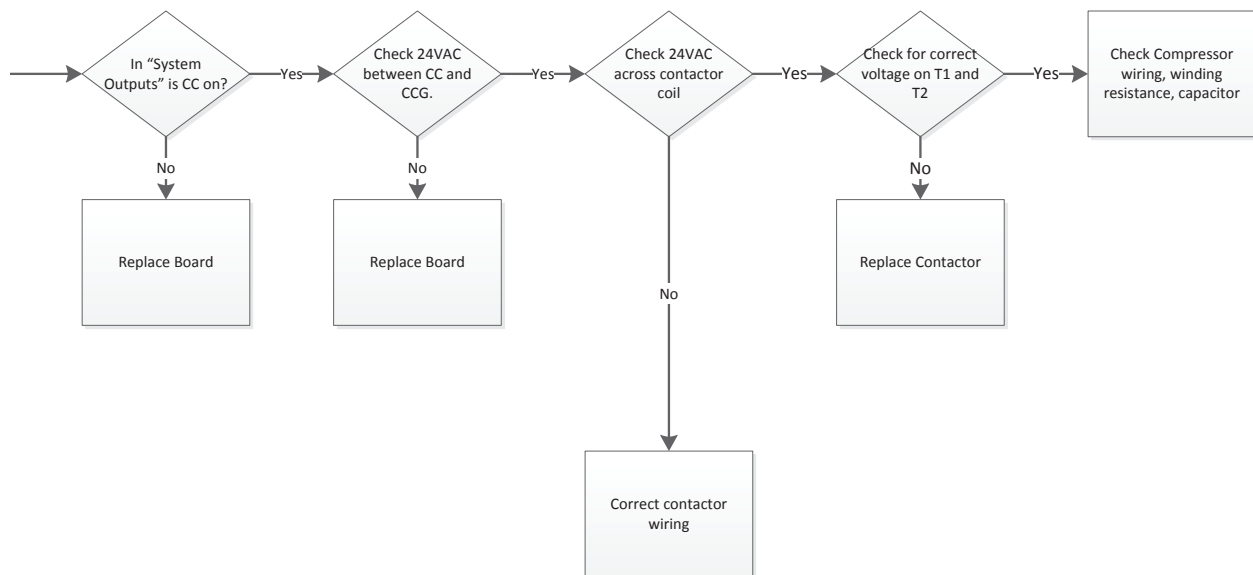 In “System
Outputs” is CC on?
Yes
Check 24VAC
between CC and
CCG.
Yes
Check 24VAC
across contactor
coil
Yes
Check for correct
voltage on T1 and
T2
Yes
Check Compressor
wiring, winding
resistance, capacitor
No
No
No
No
Replace Board
Replace Board
Replace Contactor
Correct contactor
wiring